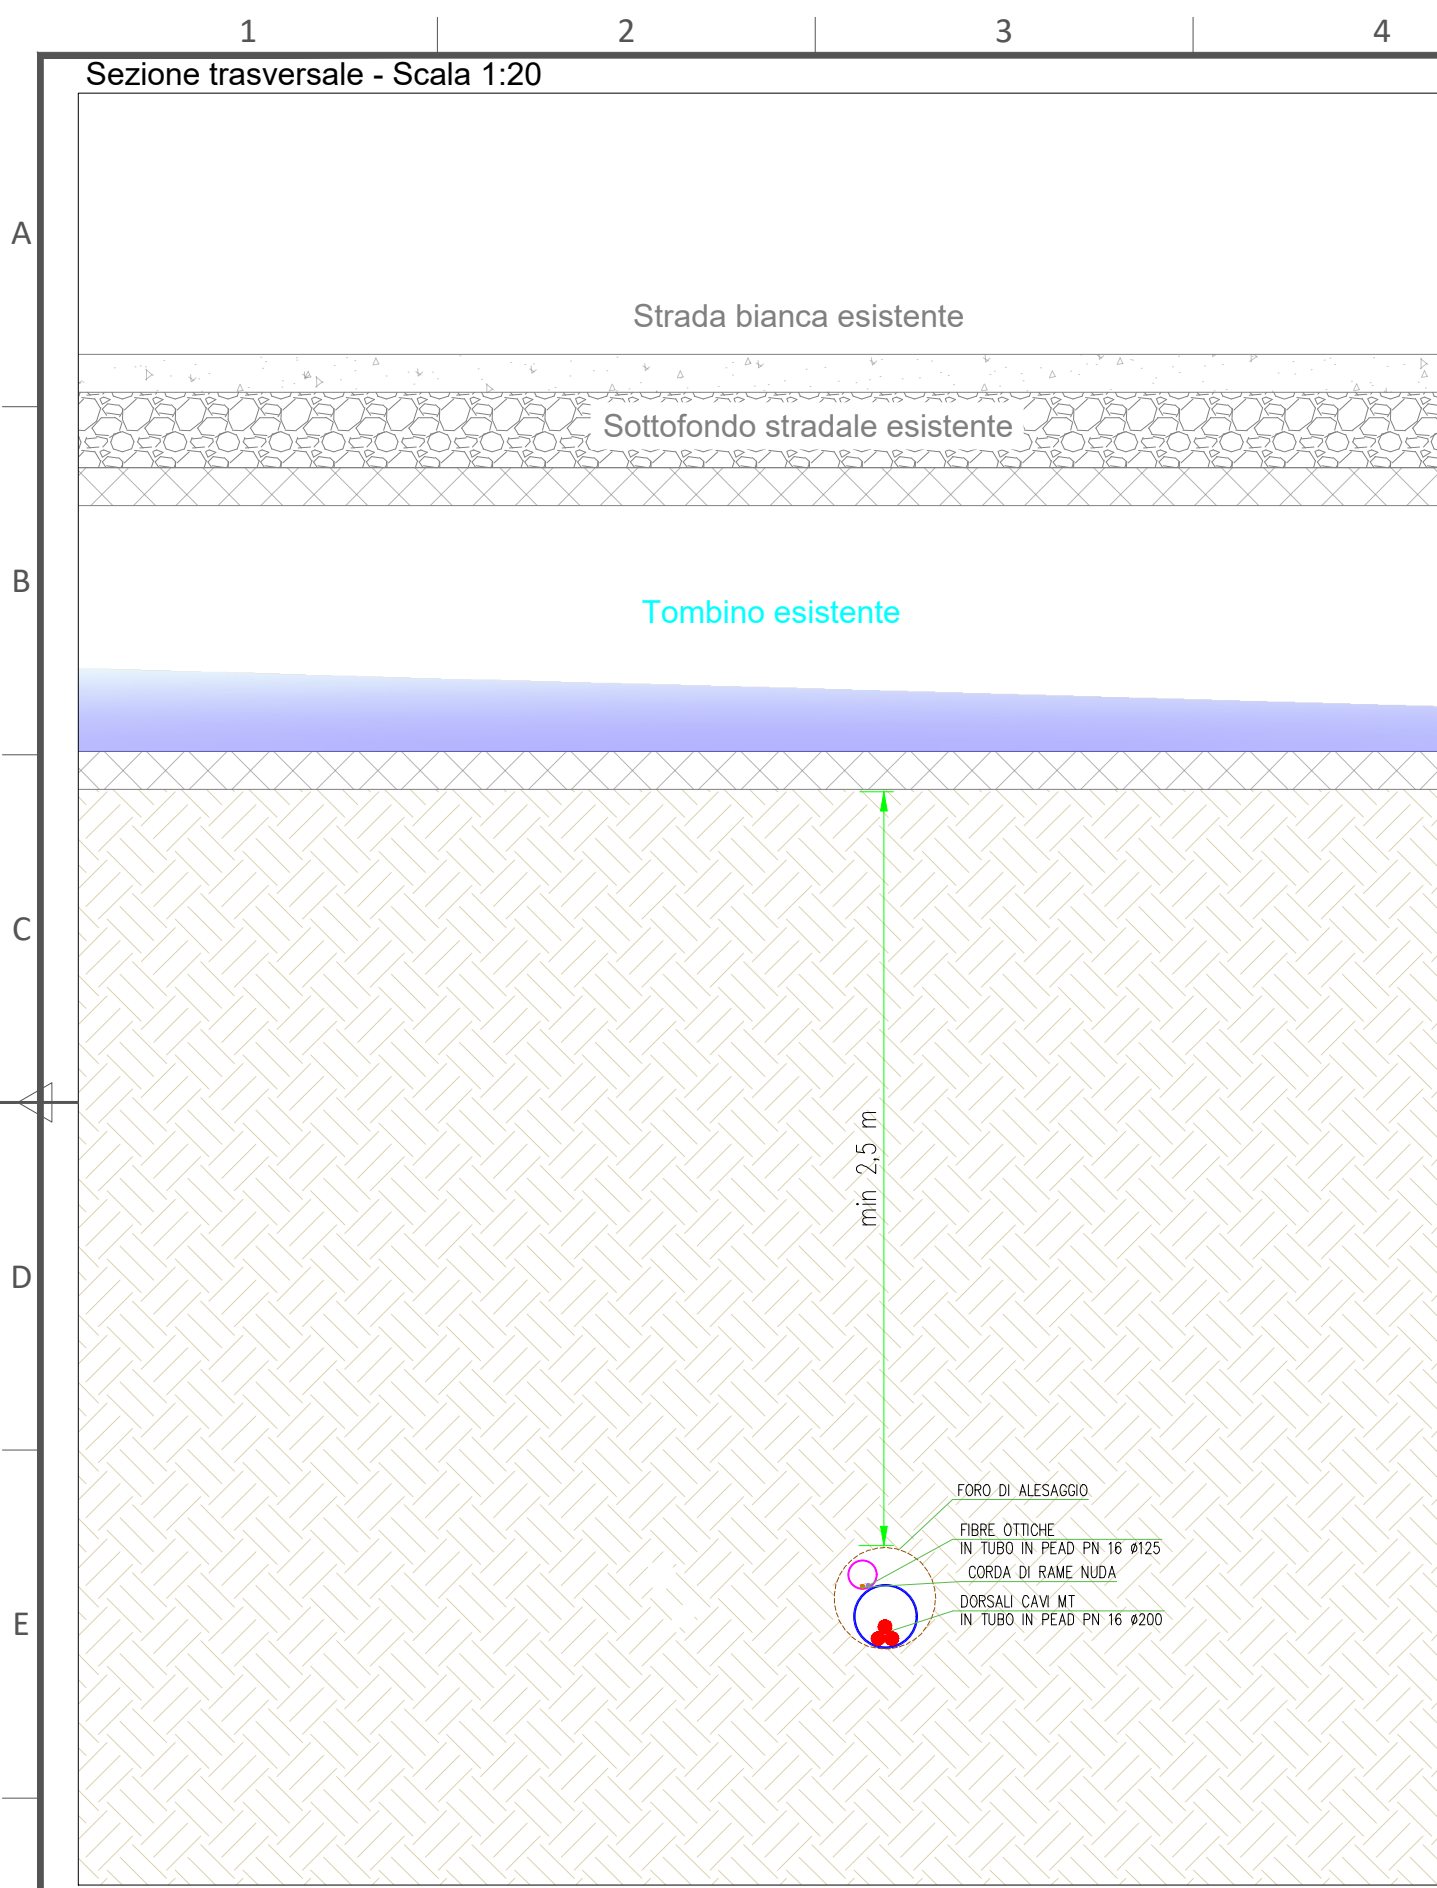 1 2 3 4
Sezione trasversale - Scala 1:20
A
Strada bianca esistente
Sottofondo stradale esistente
B
Tombino esistente
C
min 2,5 m
D
FORO DI ALESAGGIO
FIBRE OTTICHE
IN TUBO IN PEAD PN 16 ø125
CORDA DI RAME NUDA
DORSALI CAVI MT
IN TUBO IN PEAD PN 16 ø200
E